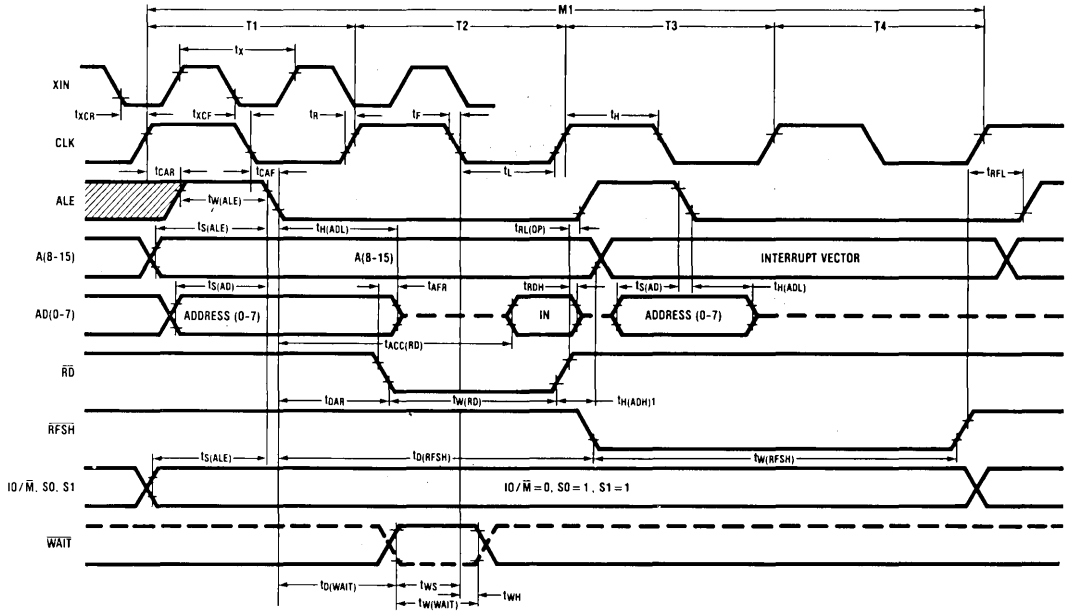 M1
T1 T2 T3 T4
tX
XIN
tXCR tXCF tR tF tH
CLK
tCAR tCAF tL tRFL
ALE
tW(ALE)
tS(ALE) tH(ADL) tRL(OP)
A(8-15) A(8-15) INTERRUPT VECTOR
tS(AD) tAFR tRDH tS(AD) tH(ADL)
AD(0-7) ADDRESS (0-7) IN ADDRESS (0-7)
tACC(RD)
R̅D̅
tDAR tW(RD) tH(ADH)1
R̅F̅S̅H̅
tS(ALE) tD(RFSH) tW(RFSH)
IO/M̅, S0, S1 IO/M̅=0, S0=1, S1=1
W̅A̅I̅T̅
tD(WAIT) tWS tWH
tW(WAIT)